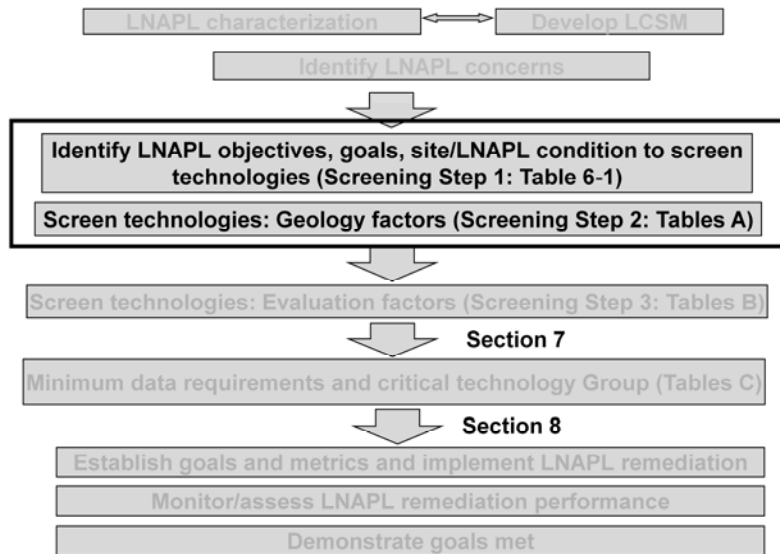 LNAPL characterization
Develop LCSM
Identify LNAPL concerns
Identify LNAPL objectives, goals, site/LNAPL condition to screen
technologies (Screening Step 1: Table 6-1)
Screen technologies: Geology factors (Screening Step 2: Tables A)
Screen technologies: Evaluation factors (Screening Step 3: Tables B)
Section 7
Minimum data requirements and critical technology Group (Tables C)
Section 8
Establish goals and metrics and implement LNAPL remediation
Monitor/assess LNAPL remediation performance
Demonstrate goals met